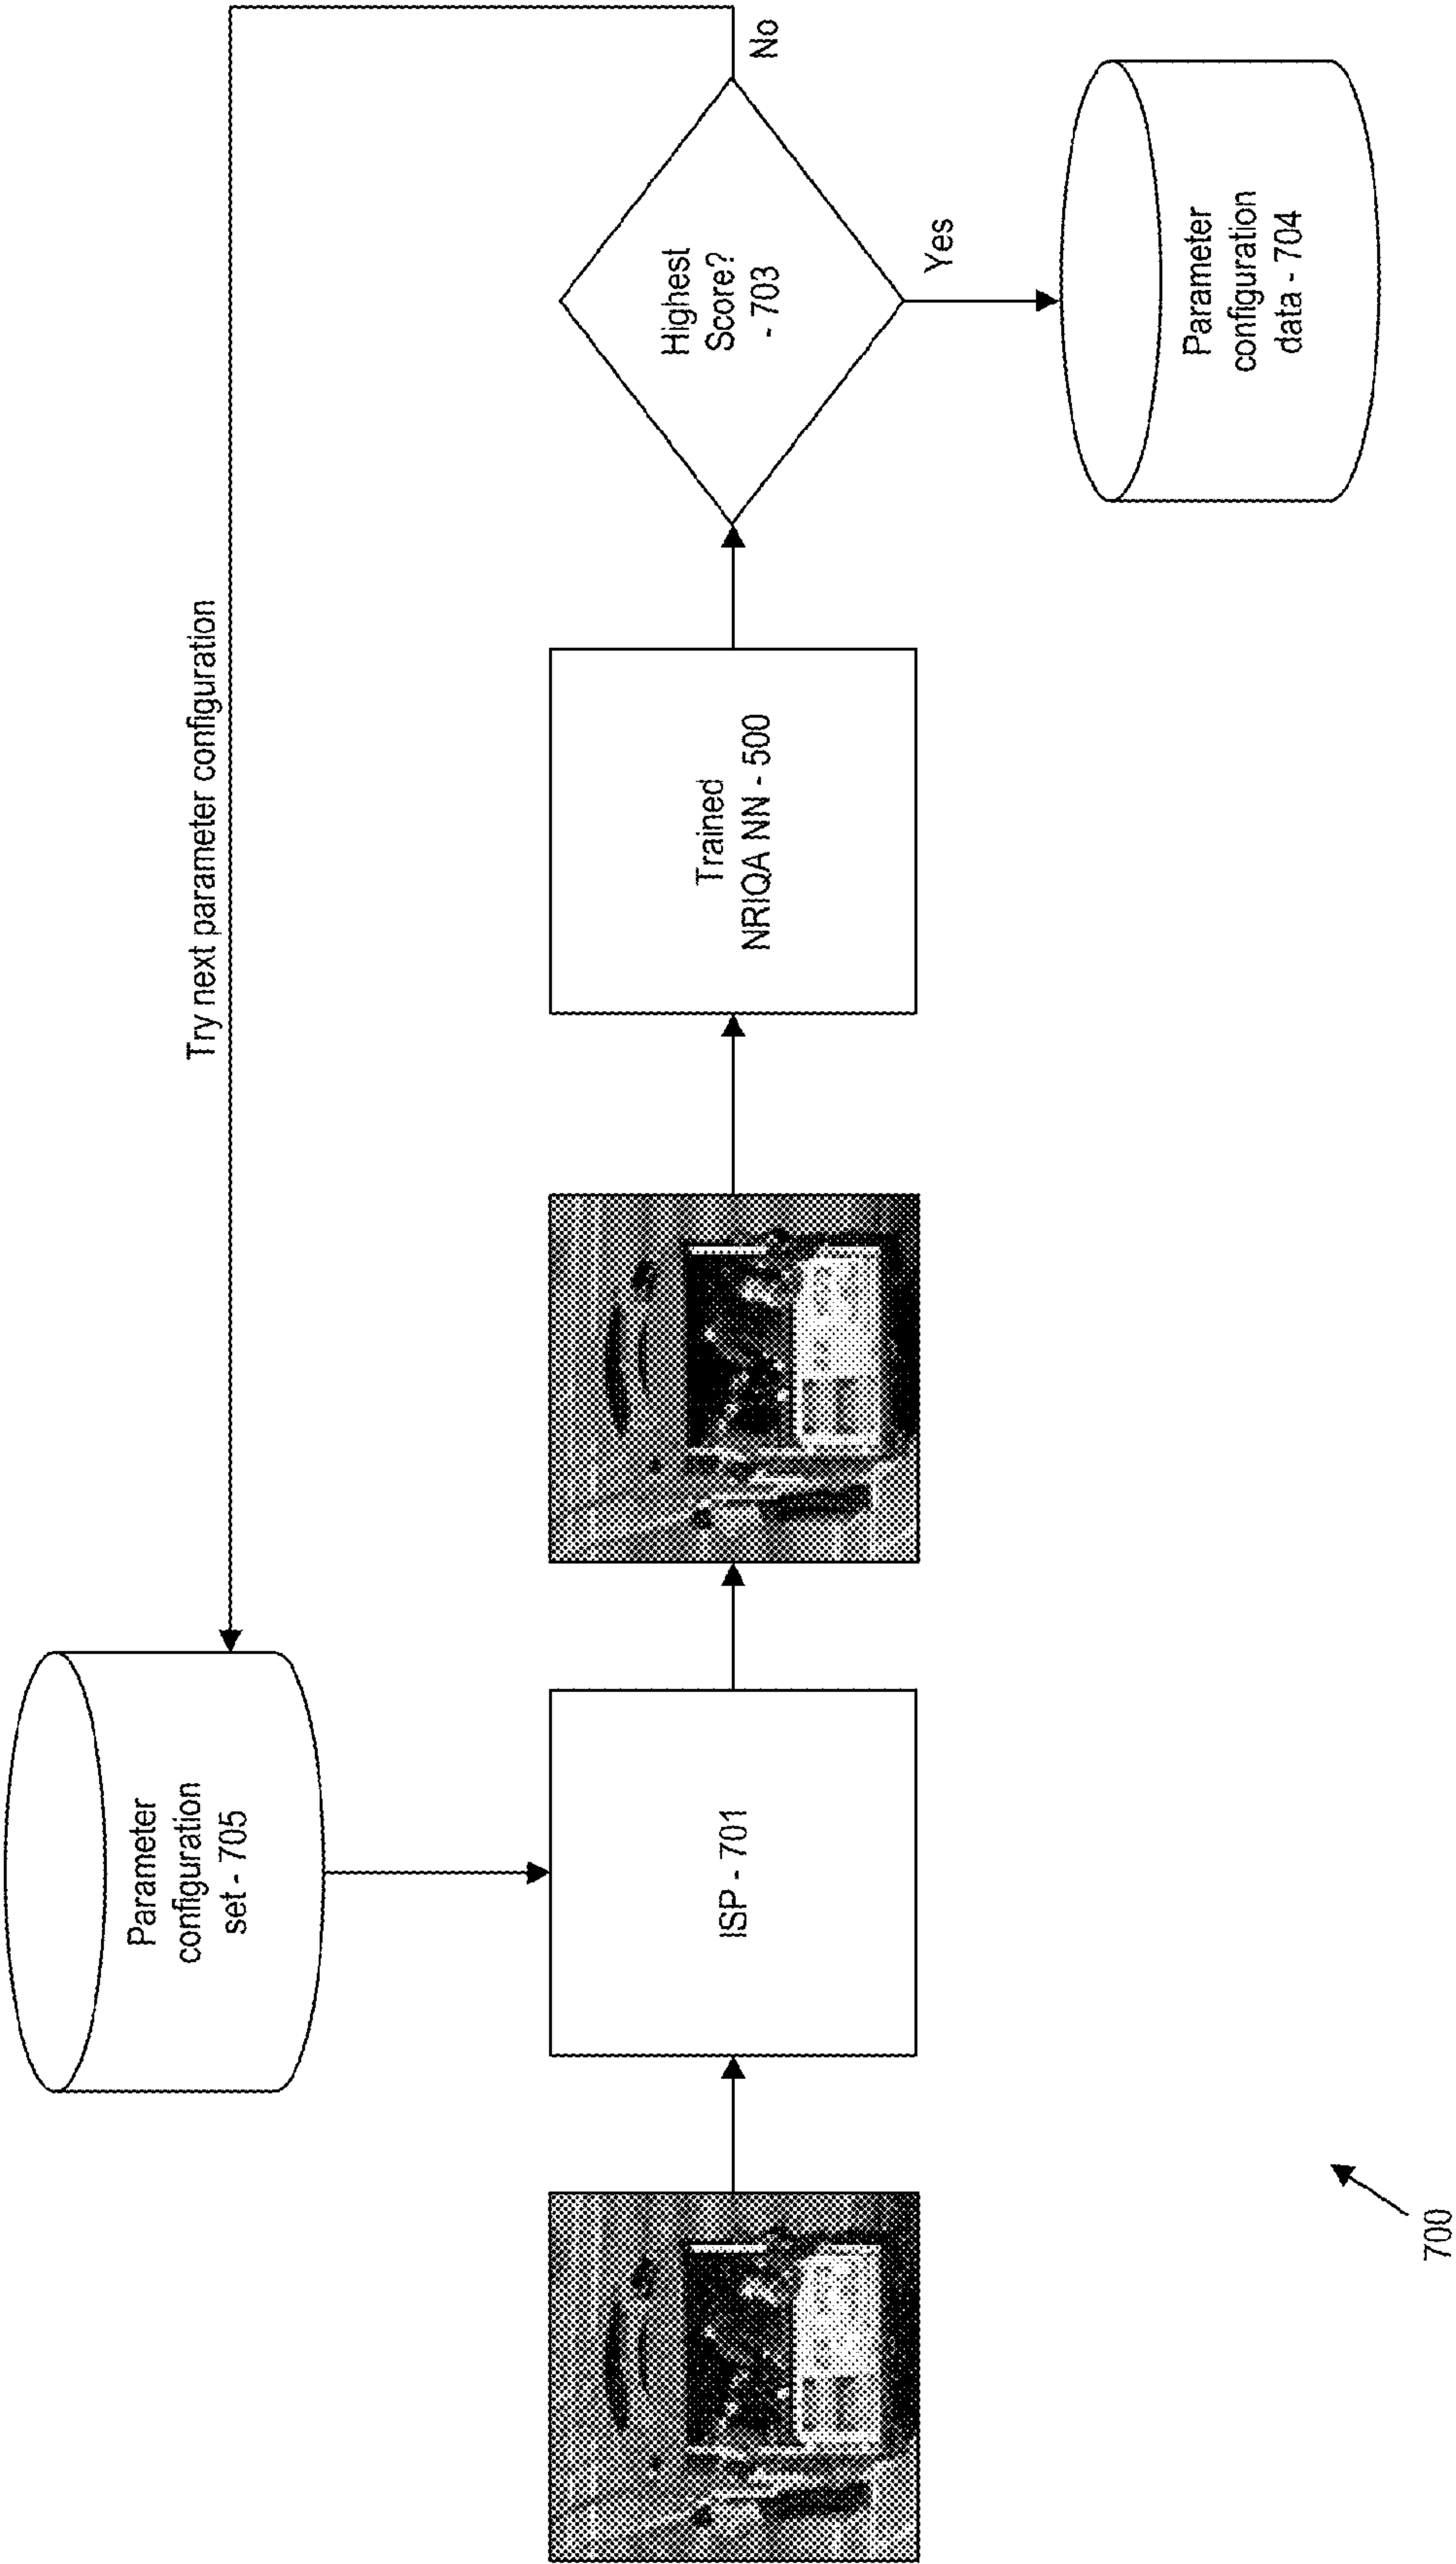 Try next parameter configuration
Parameter
configuration
set - 705
ISP - 701
Trained
NRIQA NN - 500
Highest
Score?
- 703
No
Yes
Parameter
configuration
data - 704
700